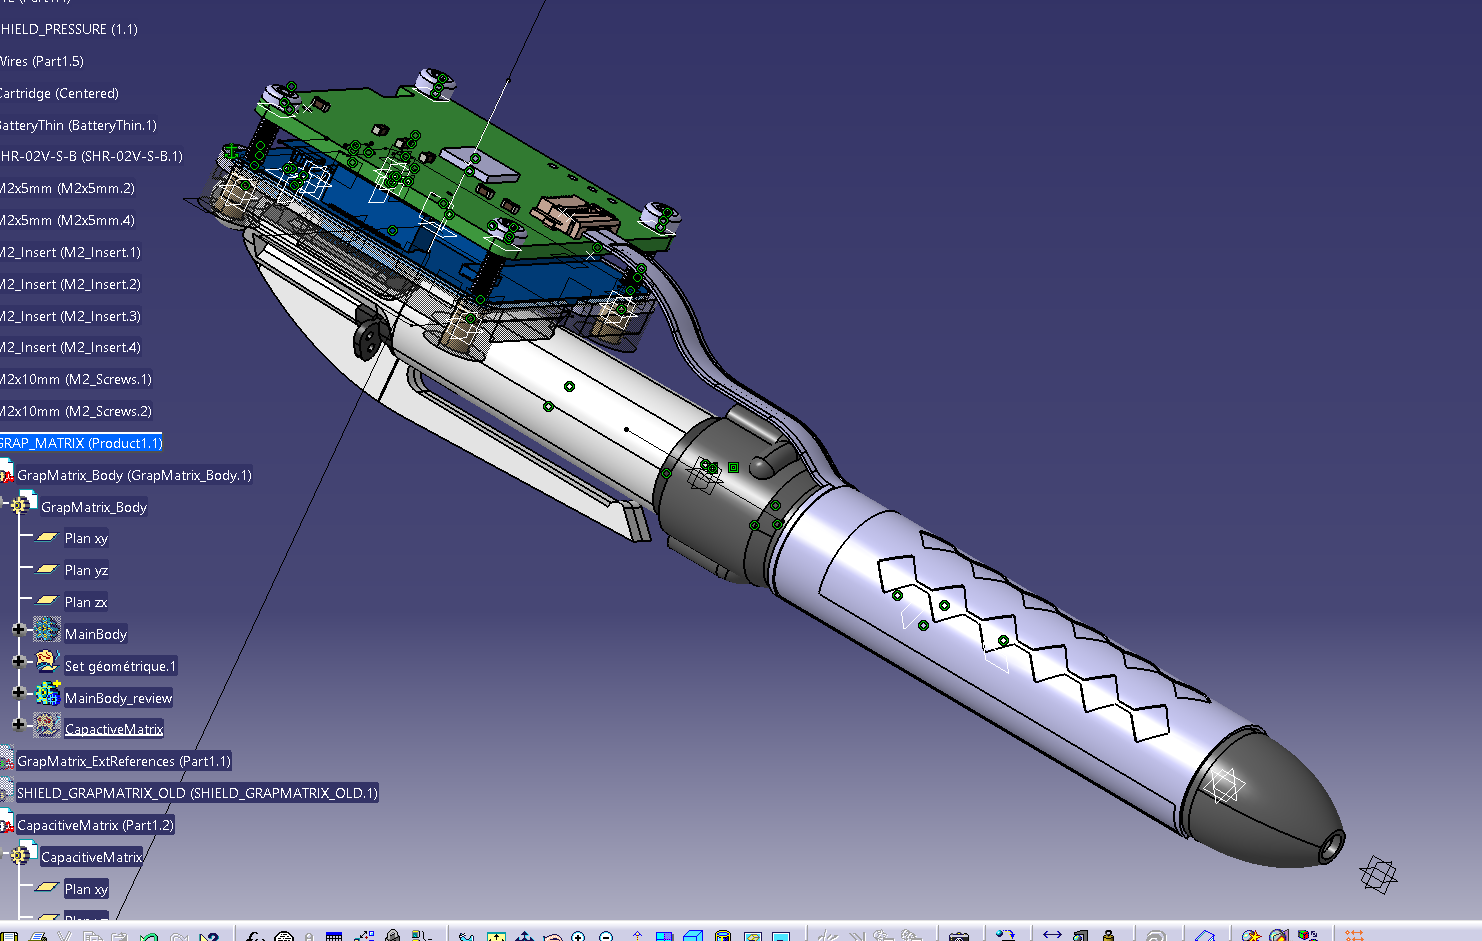 HIELD_PRESSURE (1.1)
Wires (Part1.5)
Cartridge (Centered)
BatteryThin (BatteryThin.1)
SHR-02V-S-B (SHR-02V-S-B.1)
M2x5mm (M2x5mm.2)
M2x5mm (M2x5mm.4)
M2_Insert (M2_Insert.1)
M2_Insert (M2_Insert.2)
M2_Insert (M2_Insert.3)
M2_Insert (M2_Insert.4)
M2x10mm (M2_Screws.1)
M2x10mm (M2_Screws.2)
GRAP_MATRIX (Product1.1)
GrapMatrix_Body (GrapMatrix_Body.1)
GrapMatrix_Body
Plan xy
Plan yz
Plan zx
MainBody
Set géométrique.1
MainBody_review
CapactiveMatrix
GrapMatrix_ExtReferences (Part1.1)
SHIELD_GRAPMATRIX_OLD (SHIELD_GRAPMATRIX_OLD.1)
CapacitiveMatrix (Part1.2)
CapacitiveMatrix
Plan xy